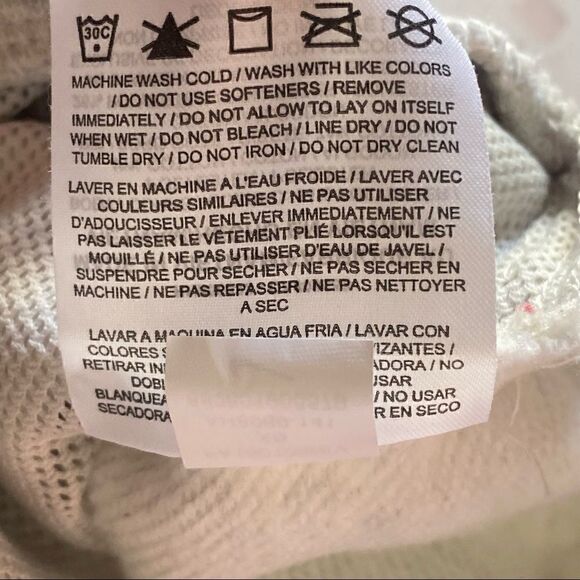 30C
MACHINE WASH COLD / WASH WITH LIKE COLORS
/ DO NOT USE SOFTENERS / REMOVE
IMMEDIATELY / DO NOT ALLOW TO LAY ON ITSELF
WHEN WET / DO NOT BLEACH / LINE DRY / DO NOT
TUMBLE DRY / DO NOT IRON / DO NOT DRY CLEAN
LAVER EN MACHINE A L'EAU FROIDE / LAVER AVEC
COULEURS SIMILAIRES / NE PAS UTILISER
D'ADOUCISSEUR / ENLEVER IMMEDIATEMENT / NE
PAS LAISSER LE VÊTEMENT PLIÉ LORSQU'IL EST
MOUILLÉ / NE PAS UTILISER D'EAU DE JAVEL /
SUSPENDRE POUR SECHER / NE PAS SECHER EN
MACHINE / NE PAS REPASSER / NE PAS NETTOYER
A SEC
LAVAR A MAQUINA EN AGUA FRIA / LAVAR CON
COLORES
RETIRAR / NO
/ NO USAR
SECADORA EN SECO